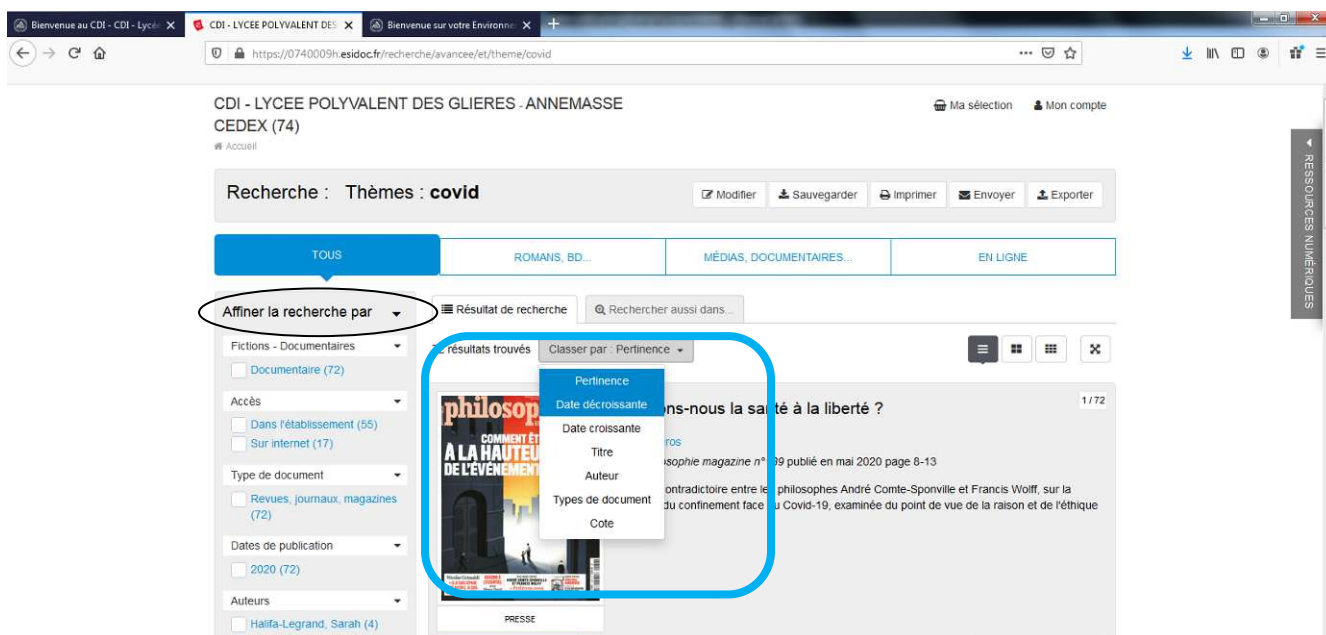 Bienvenue au CDI - CDI - Lycé
CDI - LYCEE POLYVALENT DES
Bienvenue sur votre Environne
https://0740009h.esidoc.fr/recherche/avancee/et/theme/covid
CDI - LYCEE POLYVALENT DES GLIERES - ANNEMASSE
CEDEX (74)
Ma sélection
Mon compte
Accueil
RESSOURCES NUMÉRIQUES
Recherche : Thèmes : covid
Modifier
Sauvegarder
Imprimer
Envoyer
Exporter
TOUS
ROMANS, BD...
MÉDIAS, DOCUMENTAIRES...
EN LIGNE
Affiner la recherche par
Résultat de recherche
Rechercher aussi dans...
Fictions - Documentaires
résultats trouvés
Classer par : Pertinence
Documentaire (72)
Pertinence
Date décroissante
Date croissante
Titre
Auteur
Types de document
Cote
Accès
Dans l'établissement (55)
Sur internet (17)
Type de document
Revues, journaux, magazines
(72)
Dates de publication
2020 (72)
Auteurs
Halifa-Legrand, Sarah (4)
philosop
COMMENT ÊT
À LA HAUTEU
DE L'ÉVÉNEMENT
PRESSE
ons-nous la santé à la liberté ?
1 / 72
ros
osophie magazine n° 39 publié en mai 2020 page 8-13
ontradictoire entre les philosophes André Comte-Sponville et Francis Wolff, sur la
du confinement face au Covid-19, examinée du point de vue de la raison et de l'éthique